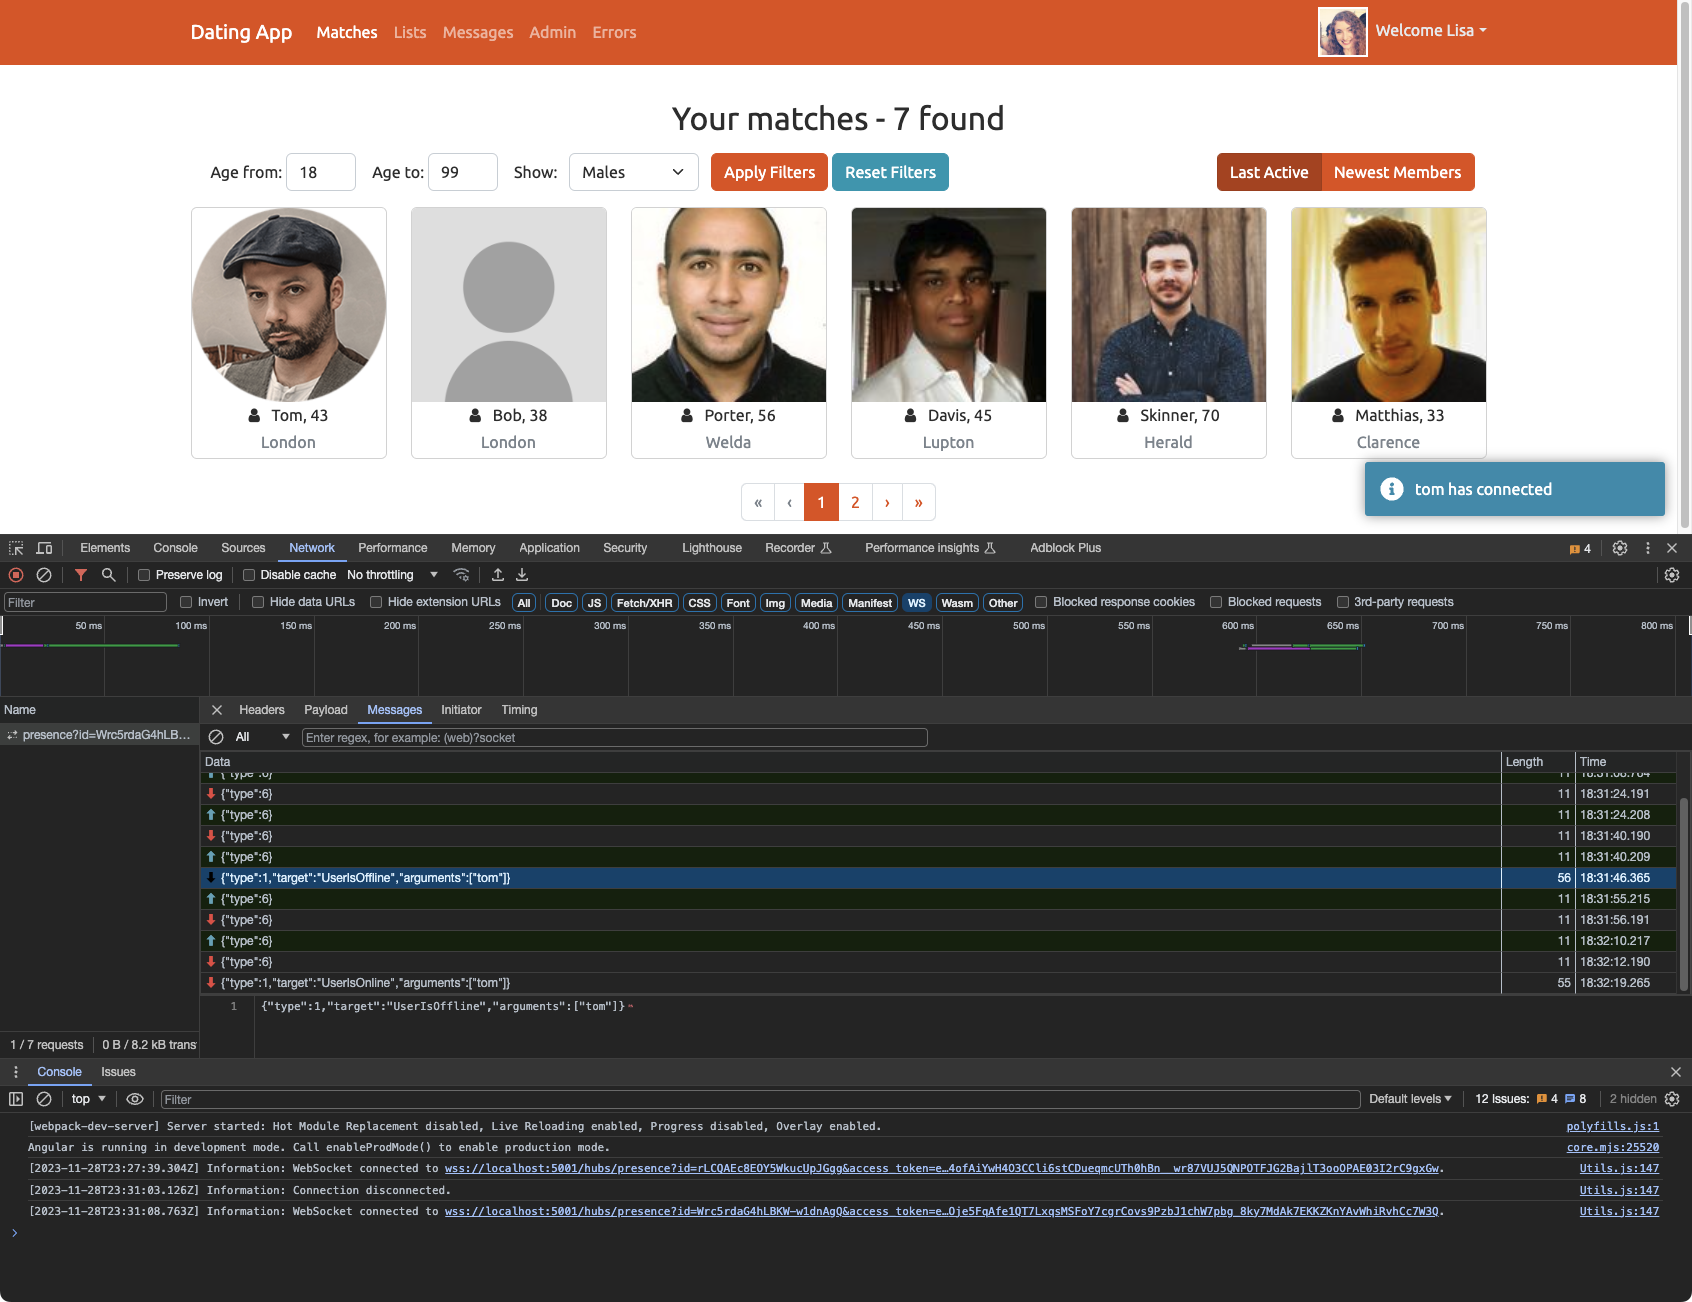 Dating App Matches Lists Messages Admin Errors Welcome Lisa
Your matches - 7 found
Age from: 18 Age to: 99 Show: Males Apply Filters Reset Filters Last Active Newest Members
Tom, 43 Bob, 38 Porter, 56 Davis, 45 Skinner, 70 Matthias, 33
London London Welda Lupton Herald Clarence
« ‹ 1 2 › »
tom has connected
Elements Console Sources Network Performance Memory Application Security Lighthouse Recorder Performance insights Adblock Plus 4
Preserve log Disable cache No throttling
Filter Invert Hide data URLs Hide extension URLs All Doc JS Fetch/XHR CSS Font Img Media Manifest WS Wasm Other Blocked response cookies Blocked requests 3rd-party requests
50 ms 100 ms 150 ms 200 ms 250 ms 300 ms 350 ms 400 ms 450 ms 500 ms 550 ms 600 ms 650 ms 700 ms 750 ms 800 ms
Name Headers Payload Messages Initiator Timing
presence?id=Wrc5rdaG4hLB... All Enter regex, for example: (web)?socket
Data Length Time
{"type":6} 11 18:31:08.764
{"type":6} 11 18:31:24.191
{"type":6} 11 18:31:24.208
{"type":6} 11 18:31:40.190
{"type":6} 11 18:31:40.209
{"type":1,"target":"UserIsOffline","arguments":["tom"]} 56 18:31:46.365
{"type":6} 11 18:31:55.215
{"type":6} 11 18:31:56.191
{"type":6} 11 18:32:10.217
{"type":6} 11 18:32:12.190
{"type":1,"target":"UserIsOnline","arguments":["tom"]} 55 18:32:19.265
1 {"type":1,"target":"UserIsOffline","arguments":["tom"]}
1 / 7 requests 0 B / 8.2 kB trans
Console Issues
top Filter Default levels 12 Issues: 4 8 2 hidden
[webpack-dev-server] Server started: Hot Module Replacement disabled, Live Reloading enabled, Progress disabled, Overlay enabled. polyfills.js:1
Angular is running in development mode. Call enableProdMode() to enable production mode. core.mjs:25520
[2023-11-28T23:27:39.304Z] Information: WebSocket connected to wss://localhost:5001/hubs/presence?id=rLCQAEc8EOY5WkucUpJGgg&access_token=e…4ofAiYwH4O3CCli6stCDueqmcUTh0hBn__wr87VUJ5QNPOTFJG2BajlT3ooOPAE03I2rC9gxGw. Utils.js:147
[2023-11-28T23:31:03.126Z] Information: Connection disconnected. Utils.js:147
[2023-11-28T23:31:08.763Z] Information: WebSocket connected to wss://localhost:5001/hubs/presence?id=Wrc5rdaG4hLBKW-w1dnAgQ&access_token=e…Oje5FqAfe1QT7LxqsMSFoY7cgrCovs9PzbJ1chW7pbg_8ky7MdAk7EKKZKnYAvWhiRvhCc7W3Q. Utils.js:147